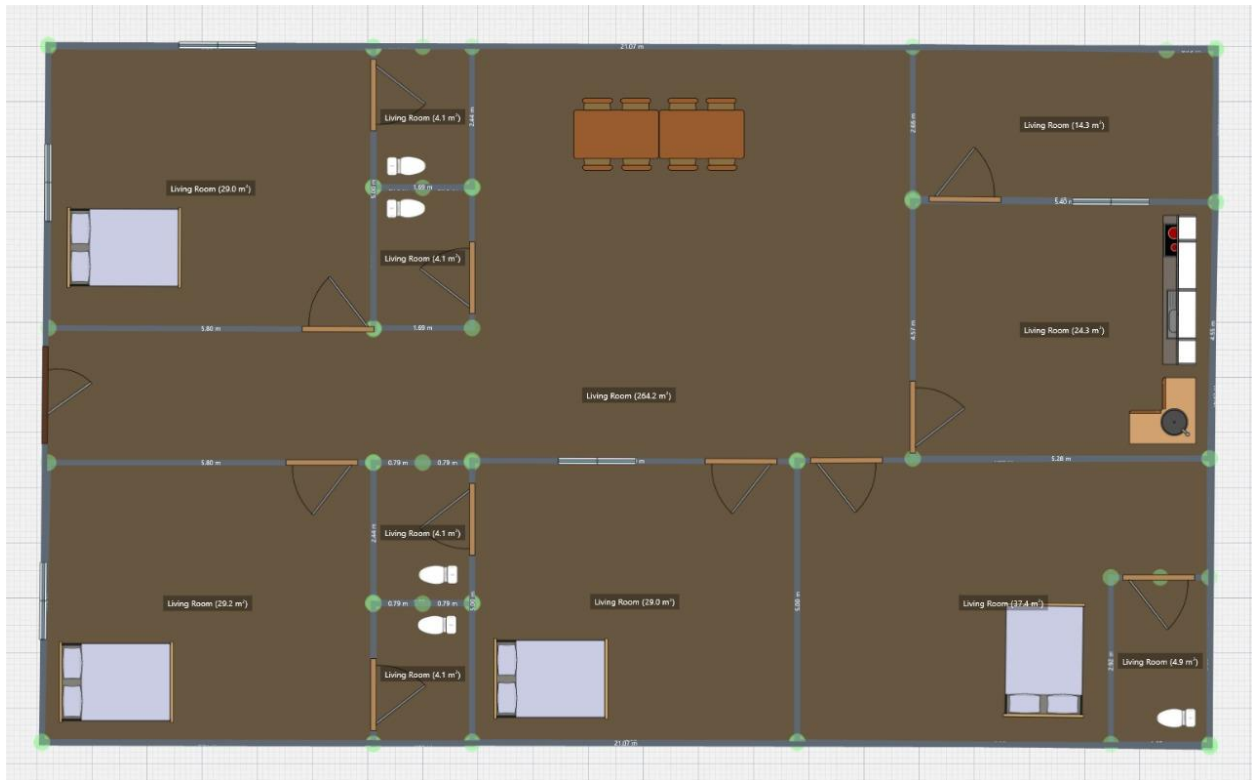 21.07 m
Living Room (4.1 m²)
2.44 m
2.66 m
Living Room (14.3 m²)
Living Room (29.0 m²)
1.69 m
5.40 m
Living Room (4.1 m²)
5.80 m
1.69 m
4.57 m
Living Room (24.3 m²)
4.55 m
Living Room (264.2 m²)
5.80 m
0.79 m
0.79 m
5.28 m
2.44 m
Living Room (4.1 m²)
Living Room (29.2 m²)
0.79 m
0.79 m
Living Room (29.0 m²)
5.00 m
Living Room (37.4 m²)
Living Room (4.1 m²)
Living Room (4.9 m²)
21.07 m